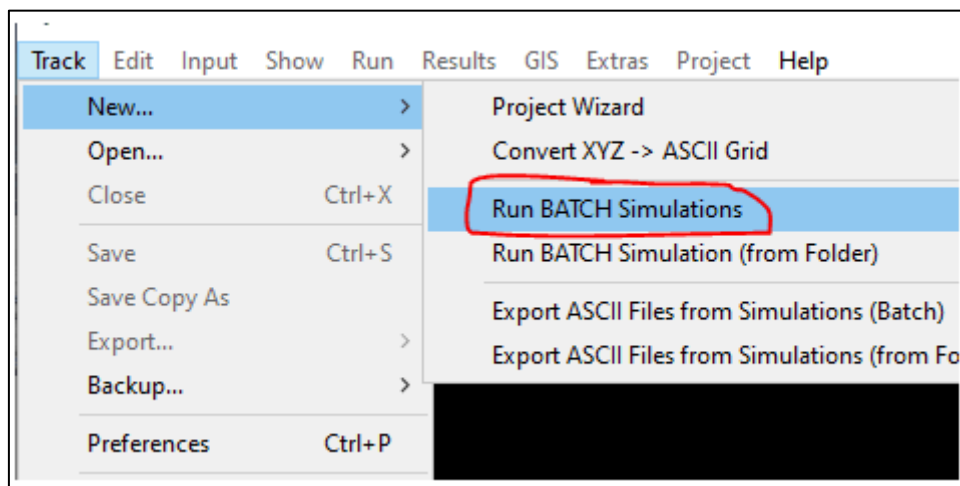 Track Edit Input Show Run Results GIS Extras Project Help
New... >
Open... >
Close Ctrl+X
Save Ctrl+S
Save Copy As
Export... >
Backup... >
Preferences Ctrl+P
Project Wizard
Convert XYZ -> ASCII Grid
Run BATCH Simulations
Run BATCH Simulation (from Folder)
Export ASCII Files from Simulations (Batch)
Export ASCII Files from Simulations (from Fo